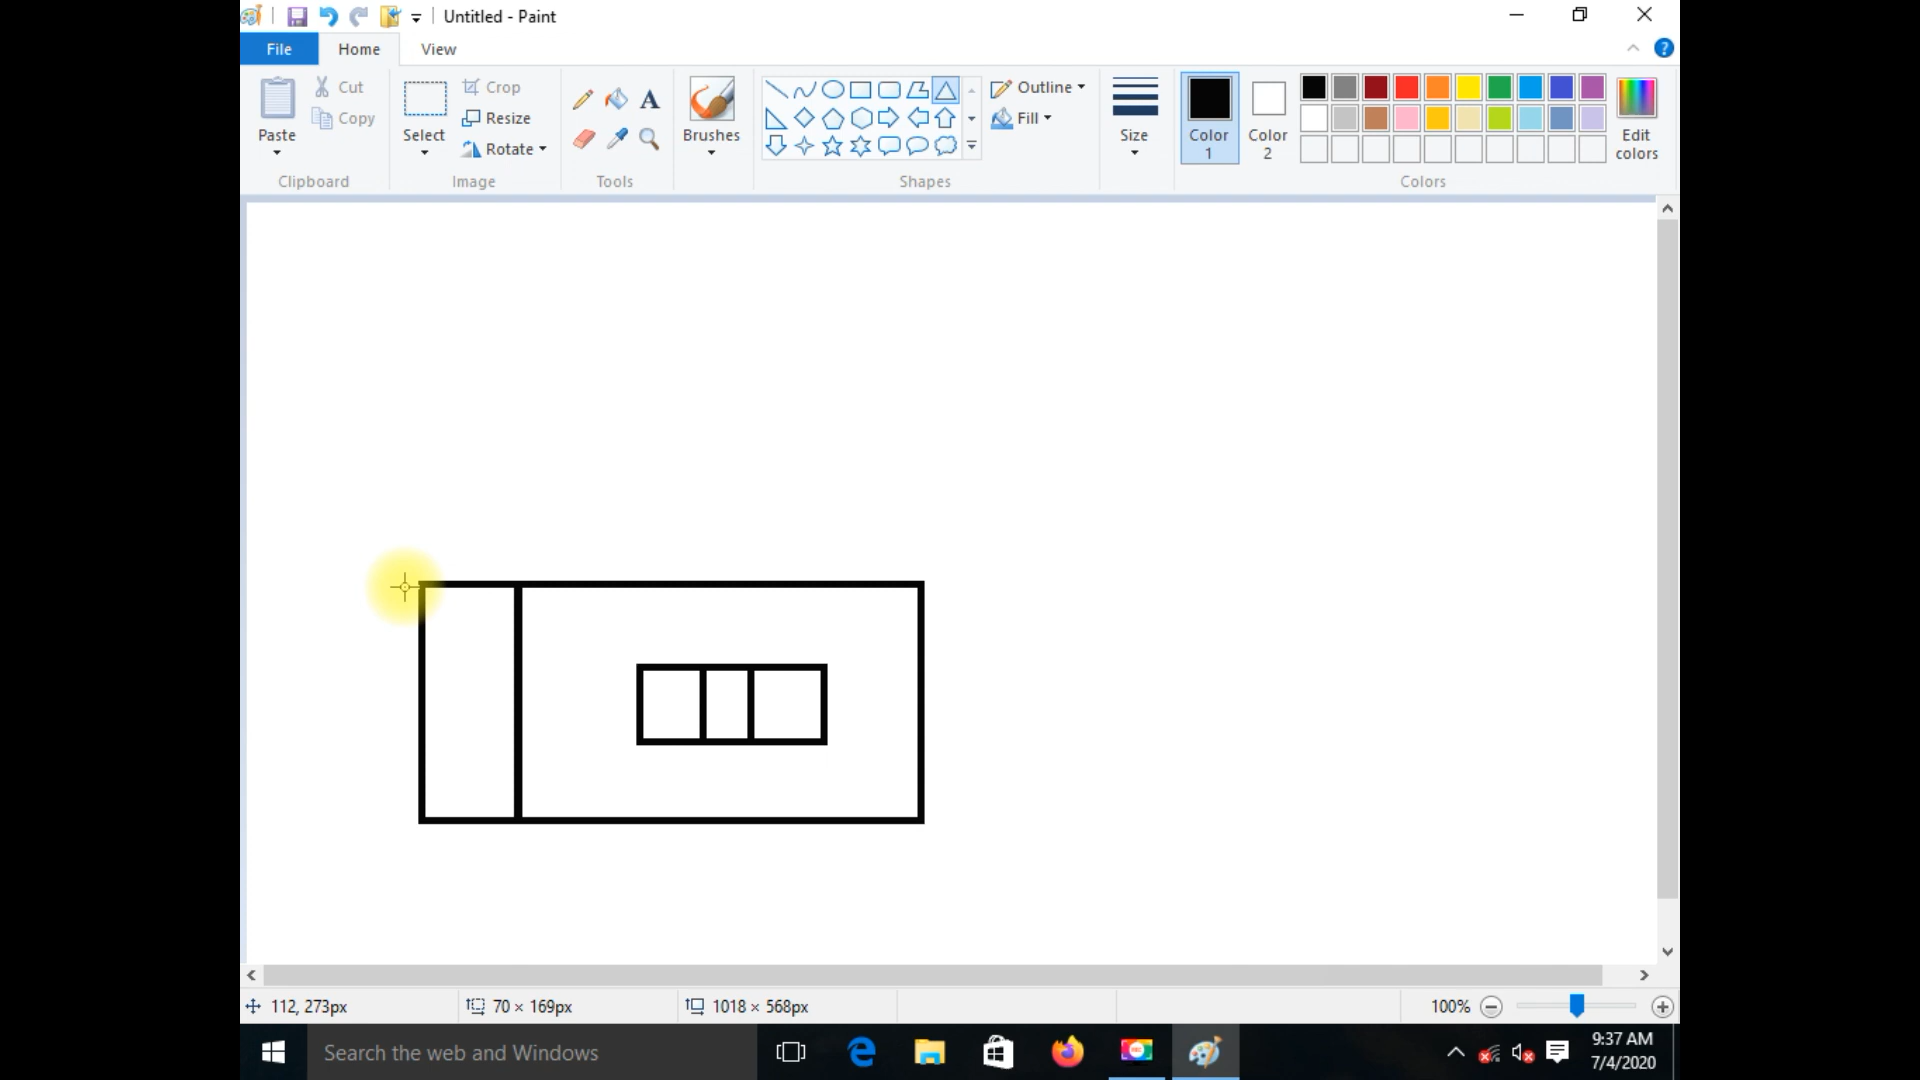 Untitled - Paint
File Home View
Paste
Cut
Copy
Clipboard
Select
Crop
Resize
Rotate
Image
Tools
Brushes
Outline
Fill
Shapes
Size
Color 1
Color 2
Edit colors
Colors
112, 273px 70 × 169px 1018 × 568px 100%
Search the web and Windows
9:37 AM
7/4/2020